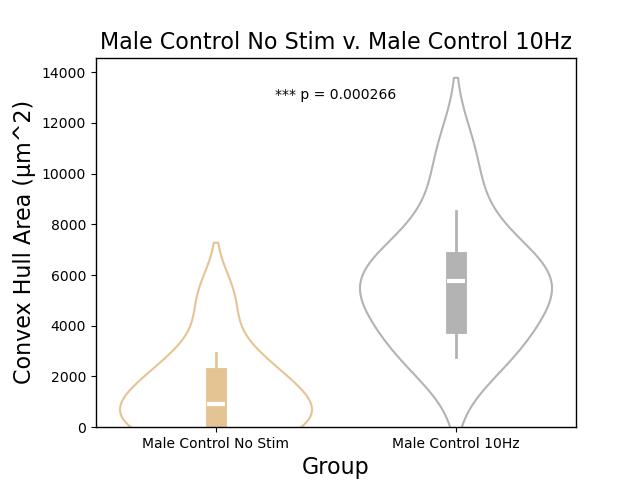 Male Control No Stim v. Male Control 10Hz
*** p = 0.000266
Convex Hull Area (μm^2)
14000
12000
10000
8000
6000
4000
2000
0
Male Control No Stim
Male Control 10Hz
Group